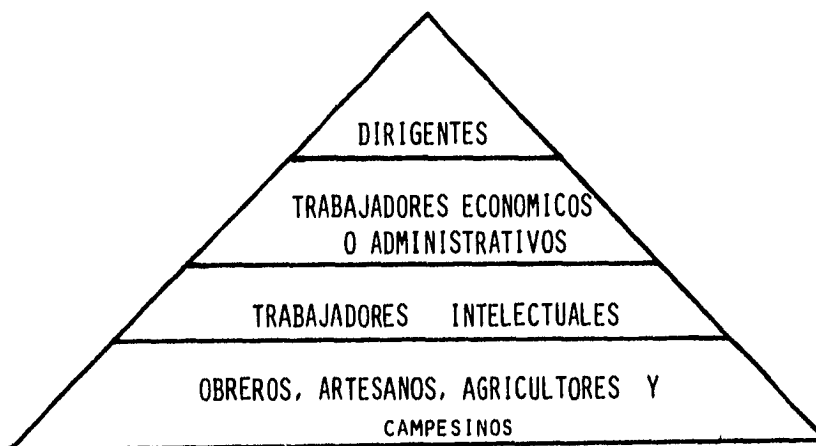 DIRIGENTES
TRABAJADORES ECONOMICOS
O ADMINISTRATIVOS
TRABAJADORES INTELECTUALES
OBREROS, ARTESANOS, AGRICULTORES Y
CAMPESINOS